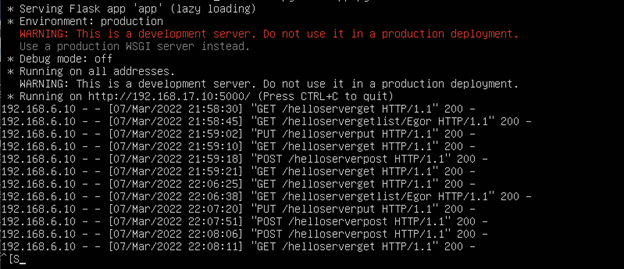 * Serving Flask app 'app' (lazy loading)
* Environment: production
WARNING: This is a development server. Do not use it in a production deployment.
Use a production WSGI server instead.
* Debug mode: off
* Running on all addresses.
WARNING: This is a development server. Do not use it in a production deployment.
* Running on http://192.168.17.10:5000/ (Press CTRL+C to quit)
192.168.6.10 - - [07/Mar/2022 21:58:30] "GET /helloserverget HTTP/1.1" 200 -
192.168.6.10 - - [07/Mar/2022 21:58:45] "GET /helloservergetlist/Egor HTTP/1.1" 200 -
192.168.6.10 - - [07/Mar/2022 21:59:02] "PUT /helloserverput HTTP/1.1" 200 -
192.168.6.10 - - [07/Mar/2022 21:59:10] "GET /helloserverget HTTP/1.1" 200 -
192.168.6.10 - - [07/Mar/2022 21:59:18] "POST /helloserverpost HTTP/1.1" 200 -
192.168.6.10 - - [07/Mar/2022 21:59:21] "GET /helloserverget HTTP/1.1" 200 -
192.168.6.10 - - [07/Mar/2022 22:06:25] "GET /helloserverget HTTP/1.1" 200 -
192.168.6.10 - - [07/Mar/2022 22:06:38] "GET /helloservergetlist/Egor HTTP/1.1" 200 -
192.168.6.10 - - [07/Mar/2022 22:07:20] "PUT /helloserverput HTTP/1.1" 200 -
192.168.6.10 - - [07/Mar/2022 22:07:51] "POST /helloserverpost HTTP/1.1" 200 -
192.168.6.10 - - [07/Mar/2022 22:08:06] "POST /helloserverpost HTTP/1.1" 200 -
192.168.6.10 - - [07/Mar/2022 22:08:11] "GET /helloserverget HTTP/1.1" 200 -
^[S_